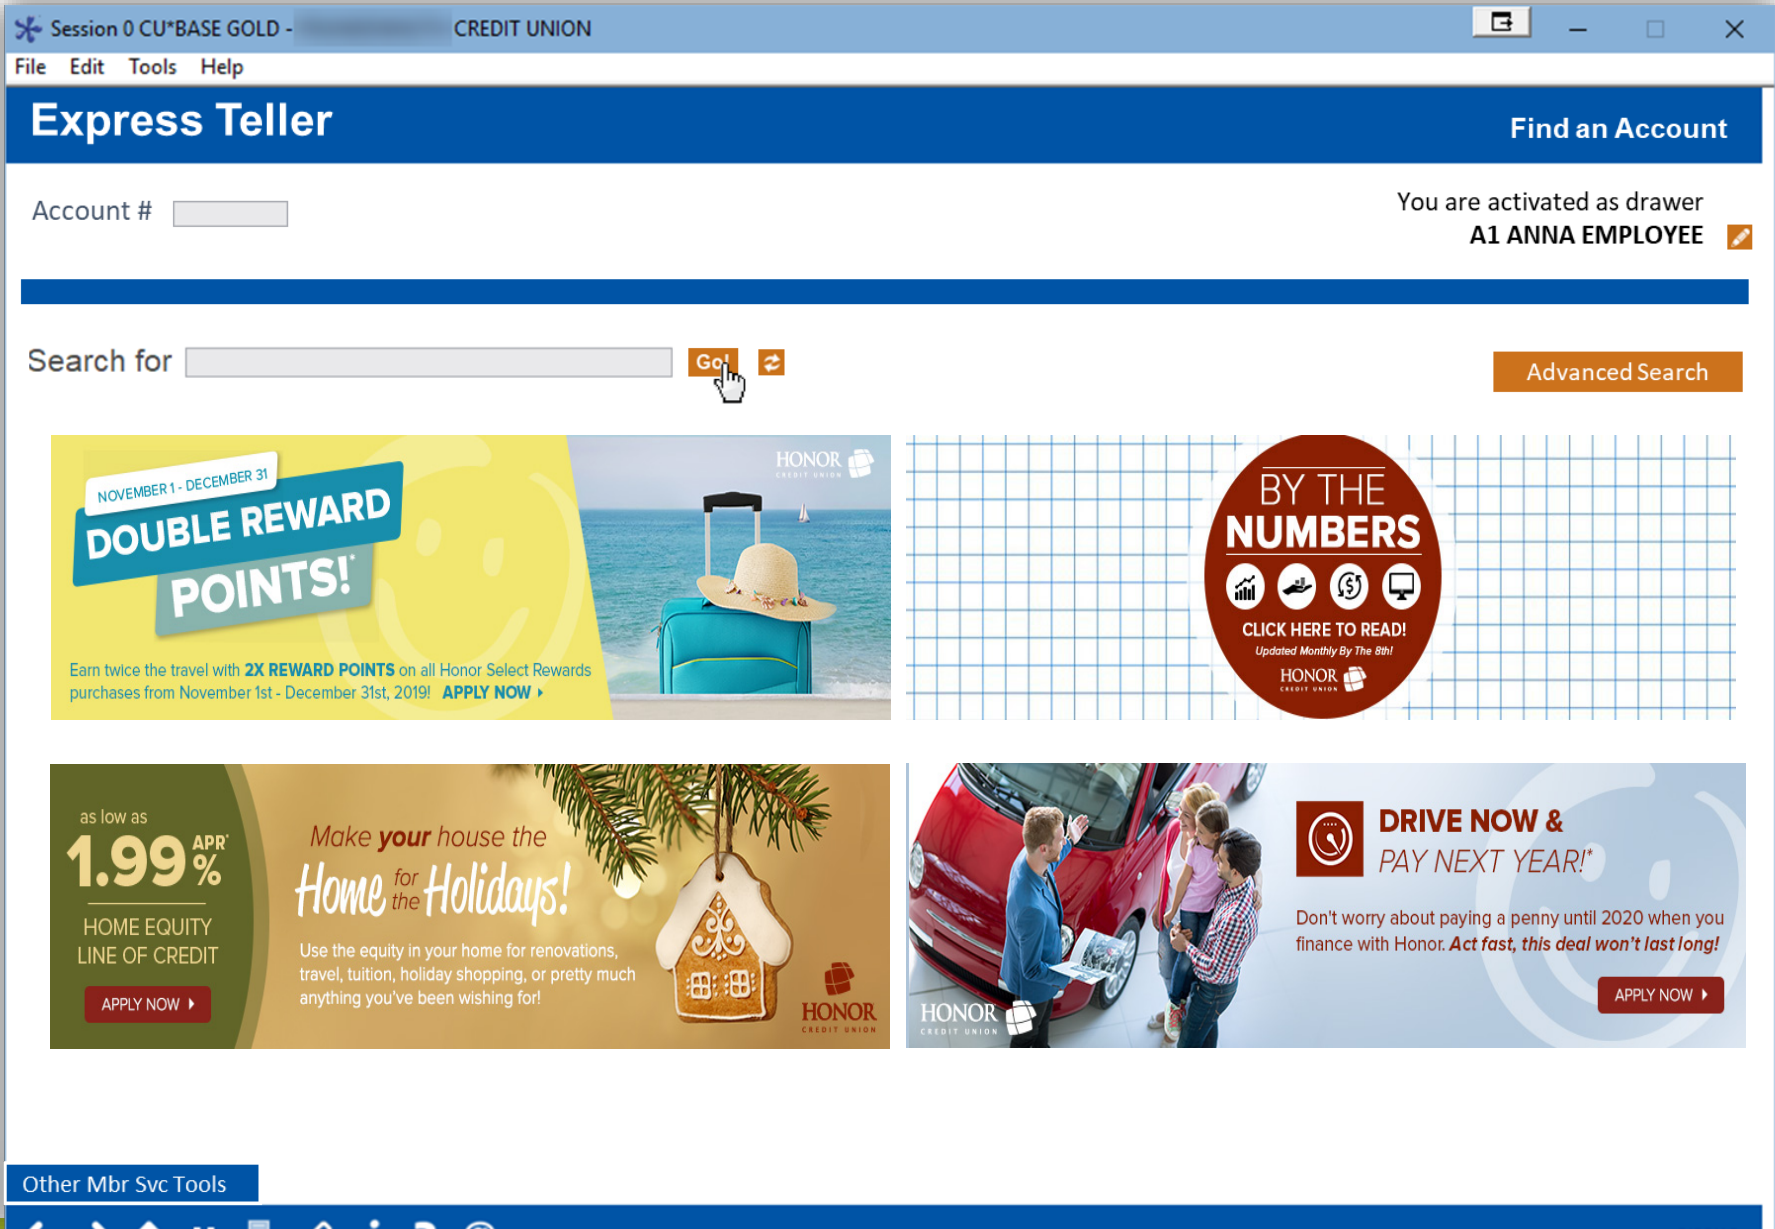 Session 0 CU*BASE GOLD - CREDIT UNION
File Edit Tools Help
Express Teller
Find an Account
Account #
You are activated as drawer
A1 ANNA EMPLOYEE
Search for
Go!
Advanced Search
NOVEMBER 1 - DECEMBER 31
DOUBLE REWARD
POINTS!*
HONOR
CREDIT UNION
Earn twice the travel with 2X REWARD POINTS on all Honor Select Rewards
purchases from November 1st - December 31st, 2019! APPLY NOW
BY THE
NUMBERS
CLICK HERE TO READ!
Updated Monthly By The 8th!
HONOR
CREDIT UNION
as low as
1.99% APR*
HOME EQUITY
LINE OF CREDIT
APPLY NOW
Make your house the
Home for the Holidays!
Use the equity in your home for renovations,
travel, tuition, holiday shopping, or pretty much
anything you've been wishing for!
HONOR
CREDIT UNION
DRIVE NOW &
PAY NEXT YEAR!*
Don't worry about paying a penny until 2020 when you
finance with Honor. Act fast, this deal won't last long!
APPLY NOW
HONOR
CREDIT UNION
Other Mbr Svc Tools